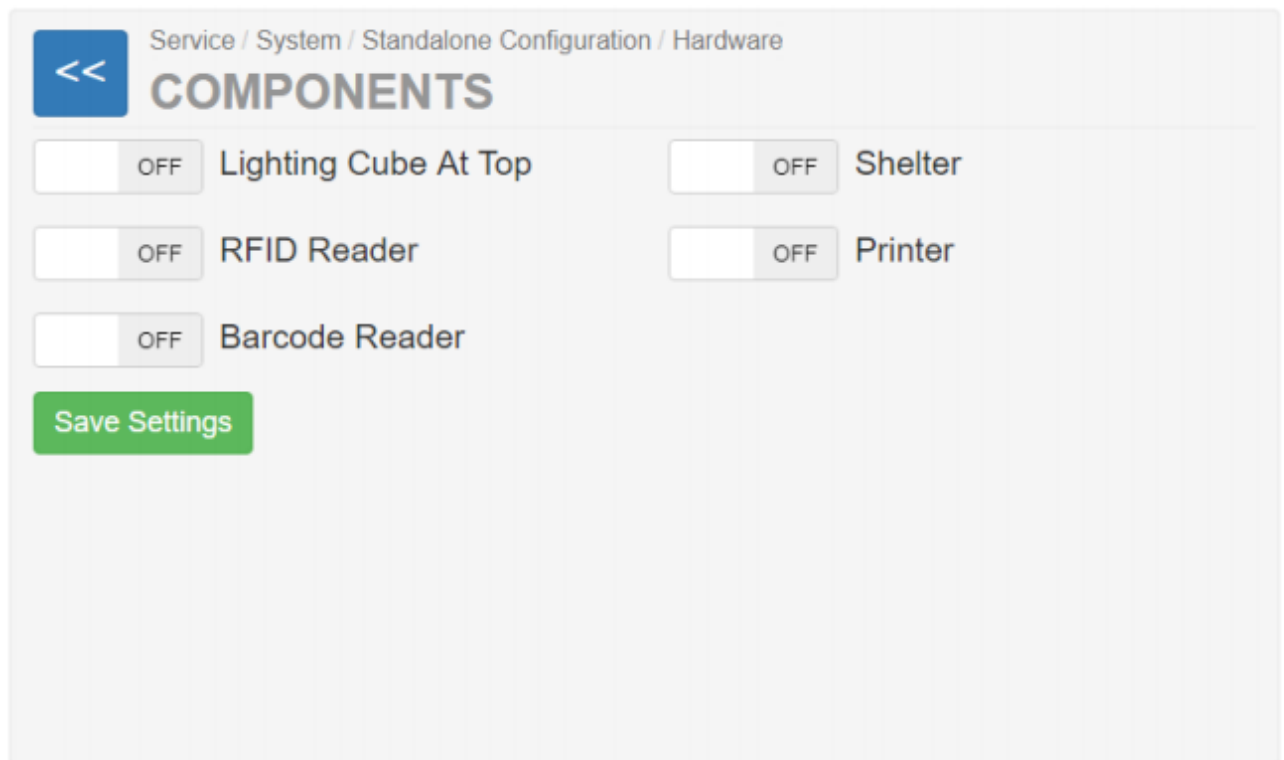 <<
Service / System / Standalone Configuration / Hardware
COMPONENTS
OFF Lighting Cube At Top
OFF Shelter
OFF RFID Reader
OFF Printer
OFF Barcode Reader
Save Settings